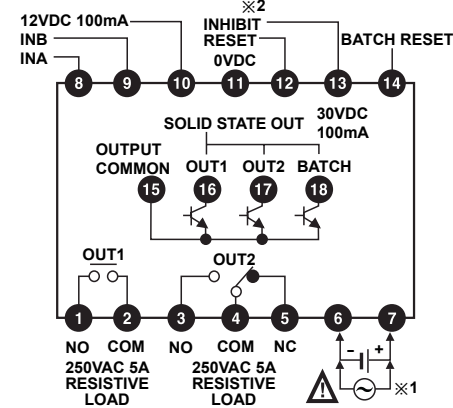 ※2
12VDC 100mA
INHIBIT
INB
RESET
BATCH RESET
INA
0VDC
8 9 10 11 12 13 14
SOLID STATE OUT
30VDC
100mA
OUTPUT
COMMON
OUT1 OUT2 BATCH
15 16 17 18
OUT1
OUT2
1 2 3 4 5 6 7
NO COM NO COM NC
- +
250VAC 5A
RESISTIVE
LOAD
250VAC 5A
RESISTIVE
LOAD
! ※1